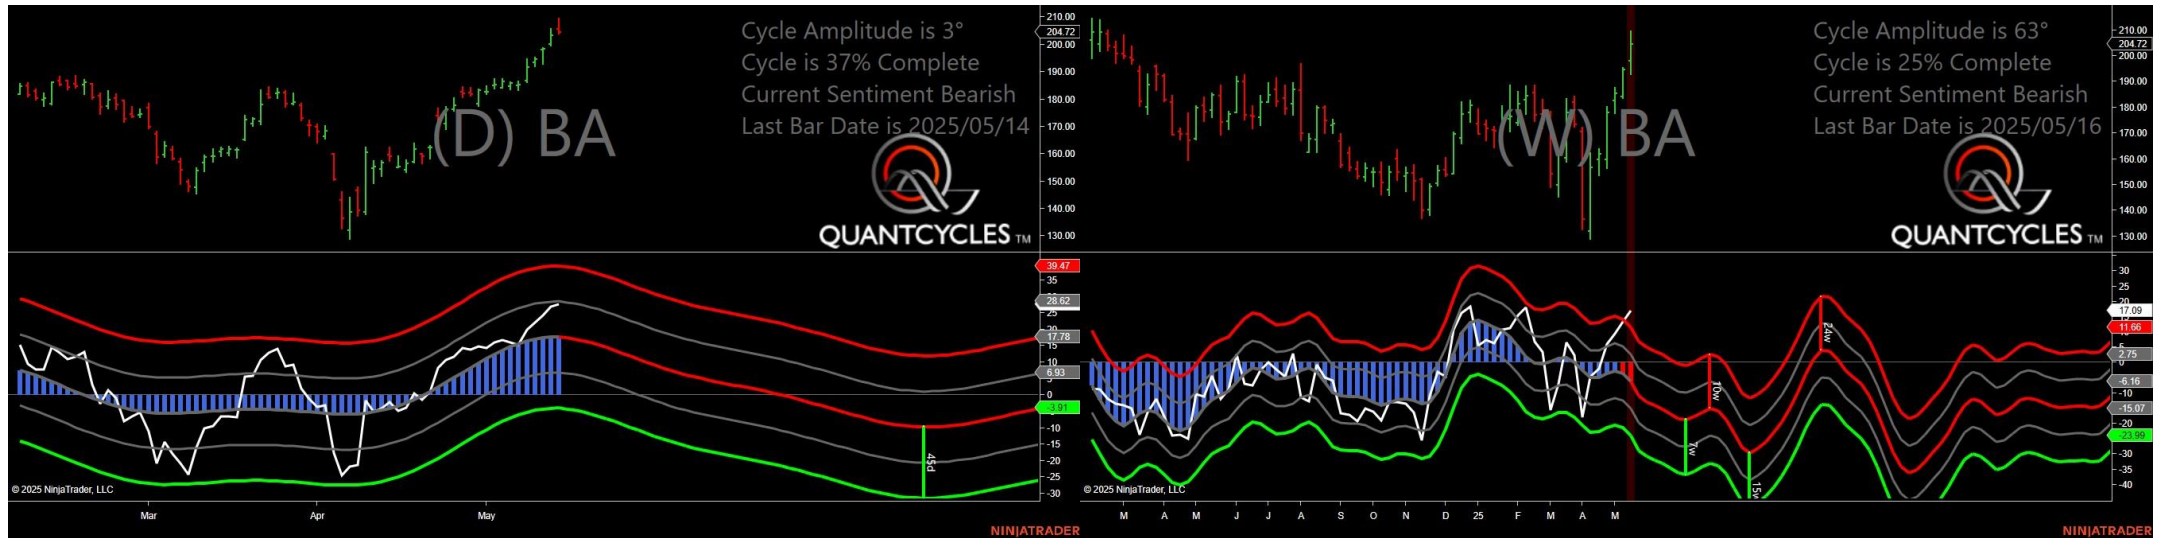 Cycle Amplitude is 3°
Cycle is 37% Complete
Current Sentiment Bearish
Last Bar Date is 2025/05/14
(D) BA
QUANTCYCLES TM
210.00
204.72
200.00
190.00
180.00
170.00
160.00
150.00
140.00
130.00
39.47
35
28.62
25
20
17.78
15
10
6.93
0
-3.91
-10
-15
-20
-25
-30
45d
© 2025 NinjaTrader, LLC
Mar Apr May
NINJATRADER
Cycle Amplitude is 63°
Cycle is 25% Complete
Current Sentiment Bearish
Last Bar Date is 2025/05/16
(W) BA
QUANTCYCLES TM
210.00
204.72
200.00
190.00
180.00
170.00
160.00
150.00
140.00
130.00
30
25
20
17.09
11.66
2.75
-6.16
-10
-15.07
-20
-23.99
-30
-35
-40
7w
10w
15w
24w
© 2025 NinjaTrader, LLC
M A M J J A S O N D 25 F M A M
NINJATRADER